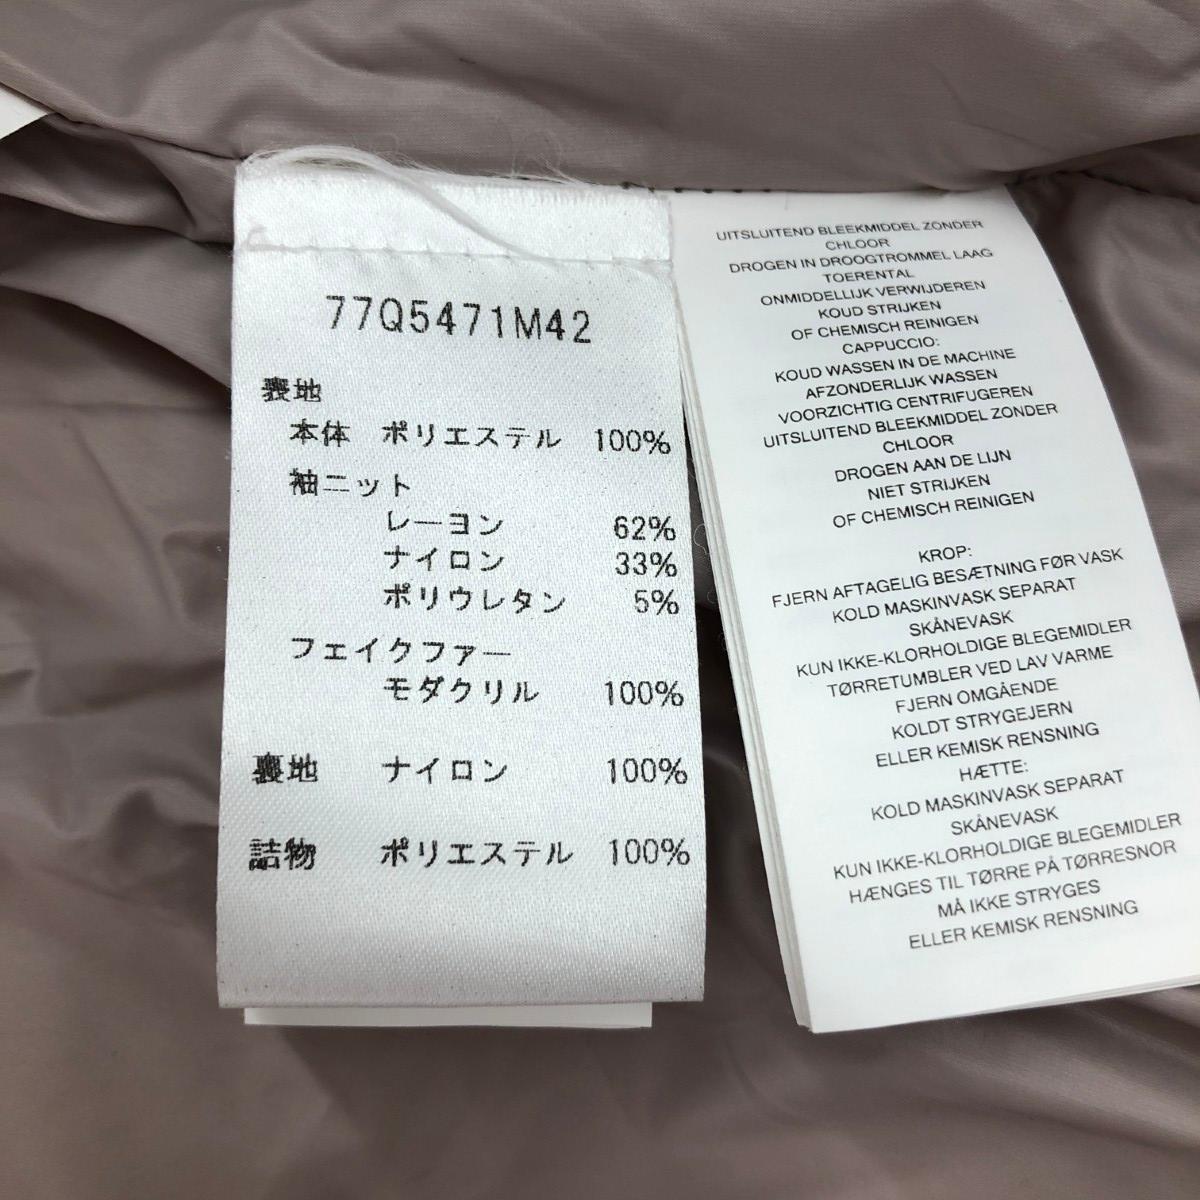 77Q5471M42
表地
本体 ポリエステル 100%
袖ニット
レーヨン 62%
ナイロン 33%
ポリウレタン 5%
フェイクファー
モダクリル 100%
裏地 ナイロン 100%
詰物 ポリエステル 100%
UITSLUITEND BLEEKMIDDEL ZONDER
CHLOOR
DROGEN IN DROOGTROMMEL LAAG
TOERENTAL
ONMIDDELLIJK VERWIJDEREN
KOUD STRIJKEN
OF CHEMISCH REINIGEN
CAPPUCCIO:
KOUD WASSEN IN DE MACHINE
AFZONDERLIJK WASSEN
VOORZICHTIG CENTRIFUGEREN
UITSLUITEND BLEEKMIDDEL ZONDER
CHLOOR
DROGEN AAN DE LIJN
NIET STRIJKEN
OF CHEMISCH REINIGEN
KROP:
FJERN AFTAGELIG BESÆTNING FØR VASK
KOLD MASKINVASK SEPARAT
SKÅNEVASK
KUN IKKE-KLORHOLDIGE BLEGEMIDLER
TØRRETUMBLER VED LAV VARME
FJERN OMGÅENDE
KOLDT STRYGEJERN
ELLER KEMISK RENSNING
HÆTTE:
KOLD MASKINVASK SEPARAT
SKÅNEVASK
KUN IKKE-KLORHOLDIGE BLEGEMIDLER
HÆNGES TIL TØRRE PÅ TØRRESNOR
MÅ IKKE STRYGES
ELLER KEMISK RENSNING